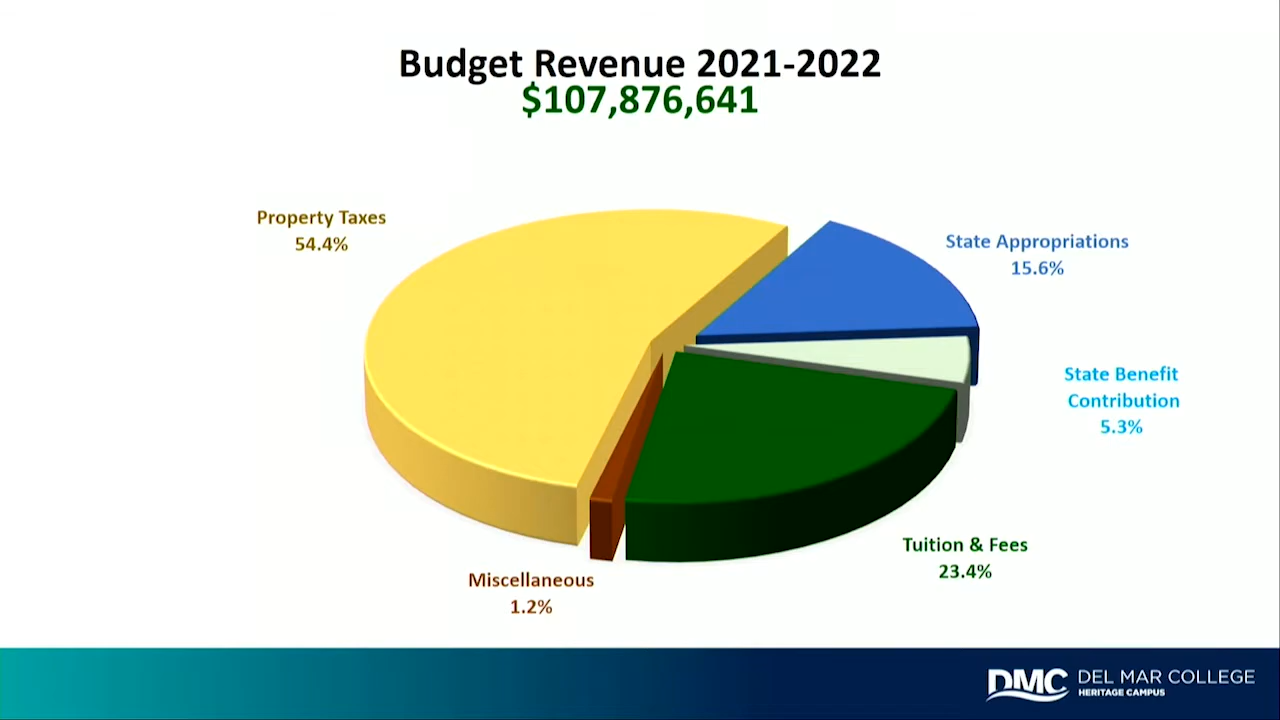 Budget Revenue 2021-2022
$107,876,641
Property Taxes
54.4%
State Appropriations
15.6%
State Benefit
Contribution
5.3%
Tuition & Fees
23.4%
Miscellaneous
1.2%
DMC DEL MAR COLLEGE
HERITAGE CAMPUS